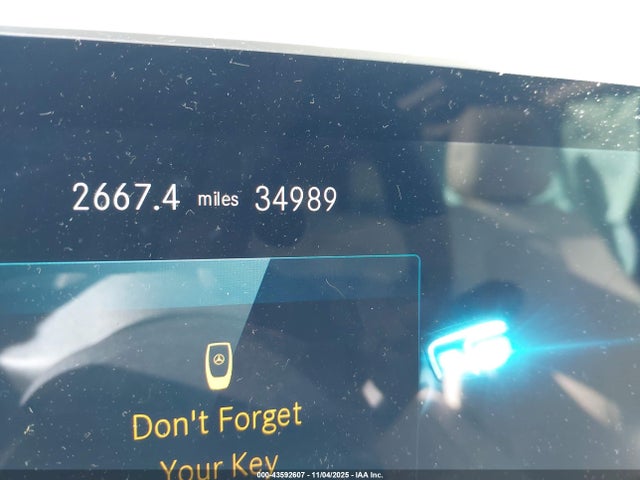 2667.4 miles 34989
Don't Forget
Your Key
000-43592607 - 11/04/2025 - IAA Inc.